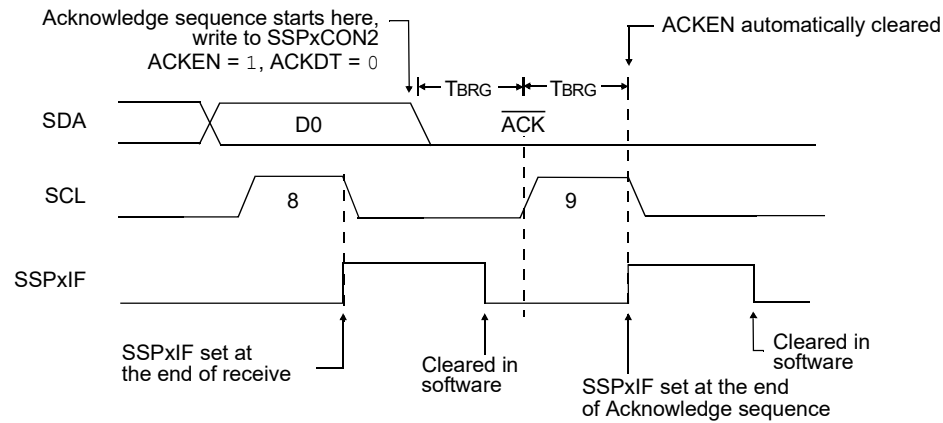 Acknowledge sequence starts here,
write to SSPxCON2
ACKEN = 1, ACKDT = 0
ACKEN automatically cleared
TBRG
TBRG
SDA
D0
ACK
SCL
8
9
SSPxIF
SSPxIF set at
the end of receive
Cleared in
software
SSPxIF set at the end
of Acknowledge sequence
Cleared in
software